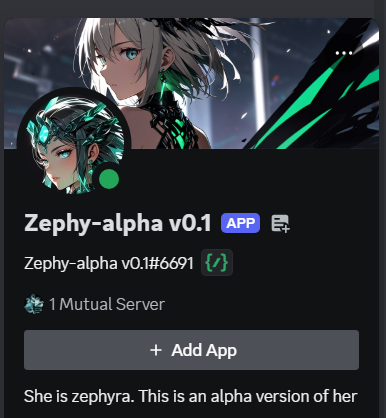 Zephy-alpha v0.1 APP
Zephy-alpha v0.1#6691 {/}
1 Mutual Server
+ Add App
She is zephyra. This is an alpha version of her